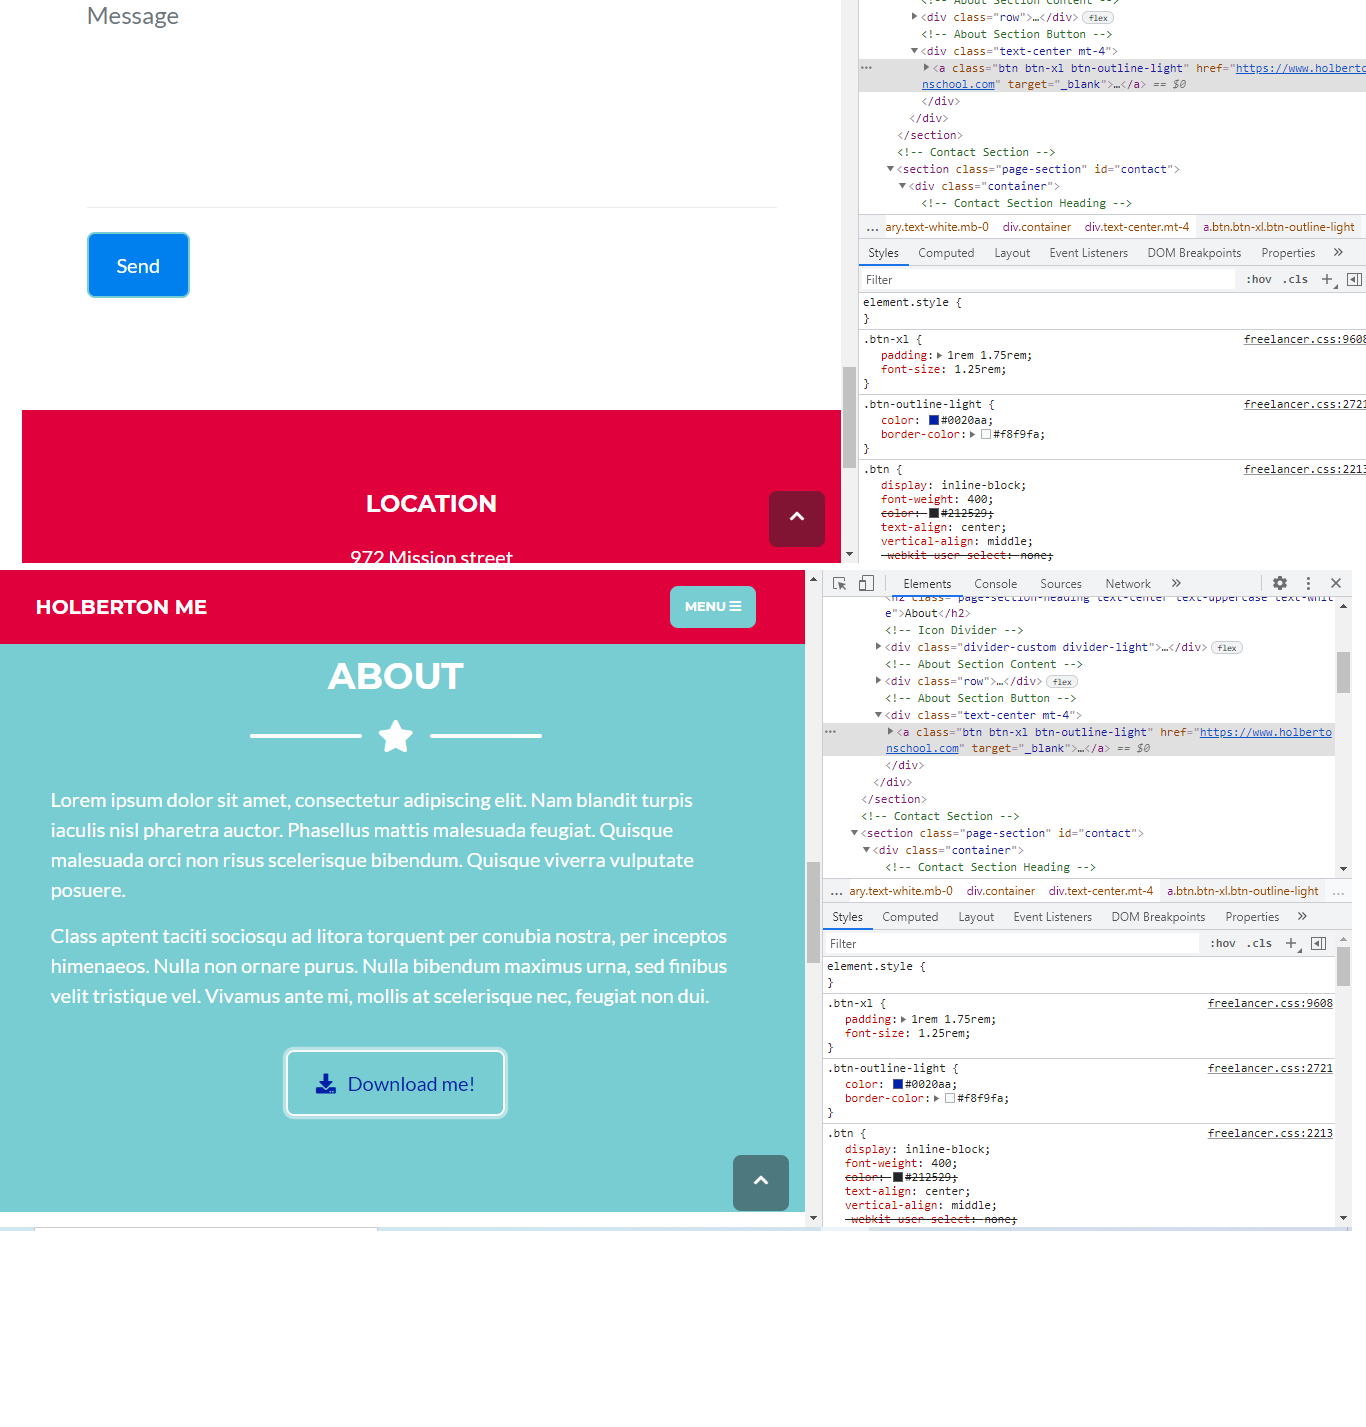 Message
Send
LOCATION
972 Mission street
<!-- About Section Content -->
<div class="row">…</div> flex
<!-- About Section Button -->
<div class="text-center mt-4">
… <a class="btn btn-xl btn-outline-light" href="https://www.holberto
nschool.com" target="_blank">…</a> == $0
</div>
</div>
</section>
<!-- Contact Section -->
<section class="page-section" id="contact">
<div class="container">
<!-- Contact Section Heading -->
… ary.text-white.mb-0 div.container div.text-center.mt-4 a.btn.btn-xl.btn-outline-light
Styles Computed Layout Event Listeners DOM Breakpoints Properties »
Filter :hov .cls +
element.style {
}
.btn-xl { freelancer.css:9608
padding: 1rem 1.75rem;
font-size: 1.25rem;
}
.btn-outline-light { freelancer.css:2721
color: #0020aa;
border-color: #f8f9fa;
}
.btn { freelancer.css:2213
display: inline-block;
font-weight: 400;
color: #212529;
text-align: center;
vertical-align: middle;
-webkit-user-select: none;
HOLBERTON ME
MENU
ABOUT
Lorem ipsum dolor sit amet, consectetur adipiscing elit. Nam blandit turpis
iaculis nisl pharetra auctor. Phasellus mattis malesuada feugiat. Quisque
malesuada orci non risus scelerisque bibendum. Quisque viverra vulputate
posuere.
Class aptent taciti sociosqu ad litora torquent per conubia nostra, per inceptos
himenaeos. Nulla non ornare purus. Nulla bibendum maximus urna, sed finibus
velit tristique vel. Vivamus ante mi, mollis at scelerisque nec, feugiat non dui.
Download me!
Elements Console Sources Network »
<h2 class="page-section-heading text-center text-uppercase text-whit
e">About</h2>
<!-- Icon Divider -->
<div class="divider-custom divider-light">…</div> flex
<!-- About Section Content -->
<div class="row">…</div> flex
<!-- About Section Button -->
<div class="text-center mt-4">
… <a class="btn btn-xl btn-outline-light" href="https://www.holberto
nschool.com" target="_blank">…</a> == $0
</div>
</div>
</section>
<!-- Contact Section -->
<section class="page-section" id="contact">
<div class="container">
<!-- Contact Section Heading -->
… ary.text-white.mb-0 div.container div.text-center.mt-4 a.btn.btn-xl.btn-outline-light …
Styles Computed Layout Event Listeners DOM Breakpoints Properties »
Filter :hov .cls +
element.style {
}
.btn-xl { freelancer.css:9608
padding: 1rem 1.75rem;
font-size: 1.25rem;
}
.btn-outline-light { freelancer.css:2721
color: #0020aa;
border-color: #f8f9fa;
}
.btn { freelancer.css:2213
display: inline-block;
font-weight: 400;
color: #212529;
text-align: center;
vertical-align: middle;
-webkit-user-select: none;